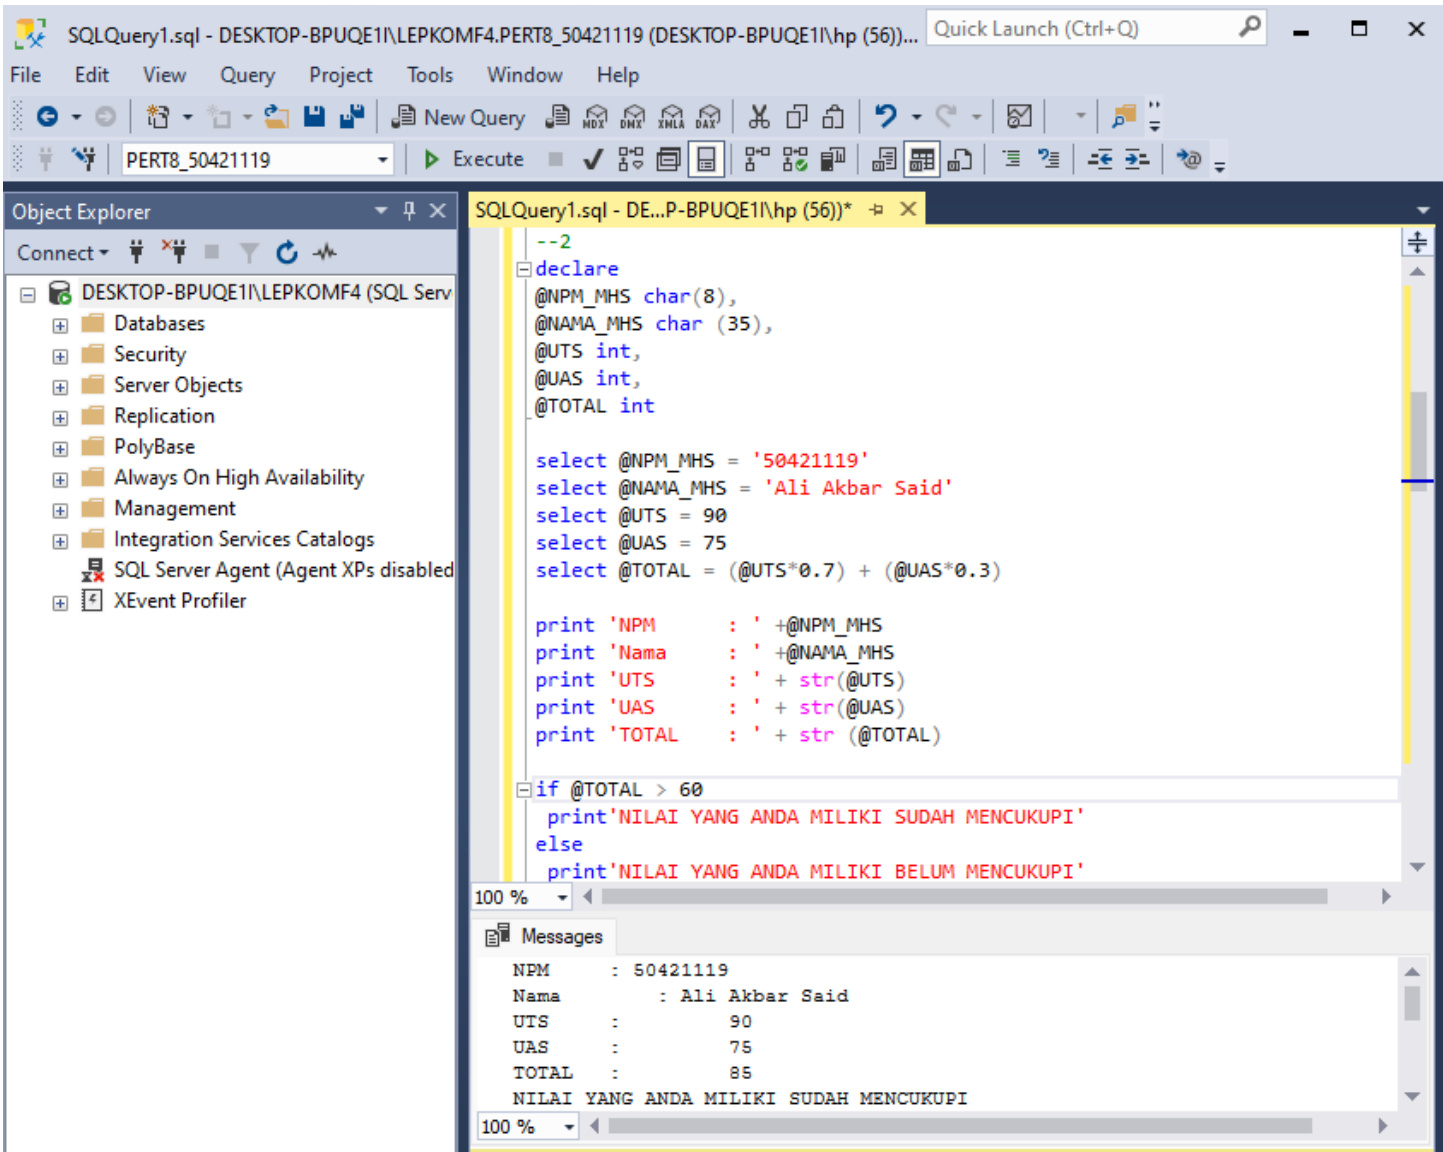 SQLQuery1.sql - DESKTOP-BPUQE1I\LEPKOMF4.PERT8_50421119 (DESKTOP-BPUQE1I\hp (56))... Quick Launch (Ctrl+Q)
File Edit View Query Project Tools Window Help
New Query MDX DMX XMLA DAX
PERT8_50421119 Execute
Object Explorer
Connect
DESKTOP-BPUQE1I\LEPKOMF4 (SQL Serv
Databases
Security
Server Objects
Replication
PolyBase
Always On High Availability
Management
Integration Services Catalogs
SQL Server Agent (Agent XPs disabled
XEvent Profiler
SQLQuery1.sql - DE...P-BPUQE1I\hp (56))*
--2
declare
@NPM_MHS char(8),
@NAMA_MHS char (35),
@UTS int,
@UAS int,
@TOTAL int
select @NPM_MHS = '50421119'
select @NAMA_MHS = 'Ali Akbar Said'
select @UTS = 90
select @UAS = 75
select @TOTAL = (@UTS*0.7) + (@UAS*0.3)
print 'NPM      : ' +@NPM_MHS
print 'Nama     : ' +@NAMA_MHS
print 'UTS      : ' + str(@UTS)
print 'UAS      : ' + str(@UAS)
print 'TOTAL    : ' + str (@TOTAL)
if @TOTAL > 60
print'NILAI YANG ANDA MILIKI SUDAH MENCUKUPI'
else
print'NILAI YANG ANDA MILIKI BELUM MENCUKUPI'
100 %
Messages
NPM     : 50421119
Nama        : Ali Akbar Said
UTS     :         90
UAS     :         75
TOTAL   :         85
NILAI YANG ANDA MILIKI SUDAH MENCUKUPI
100 %